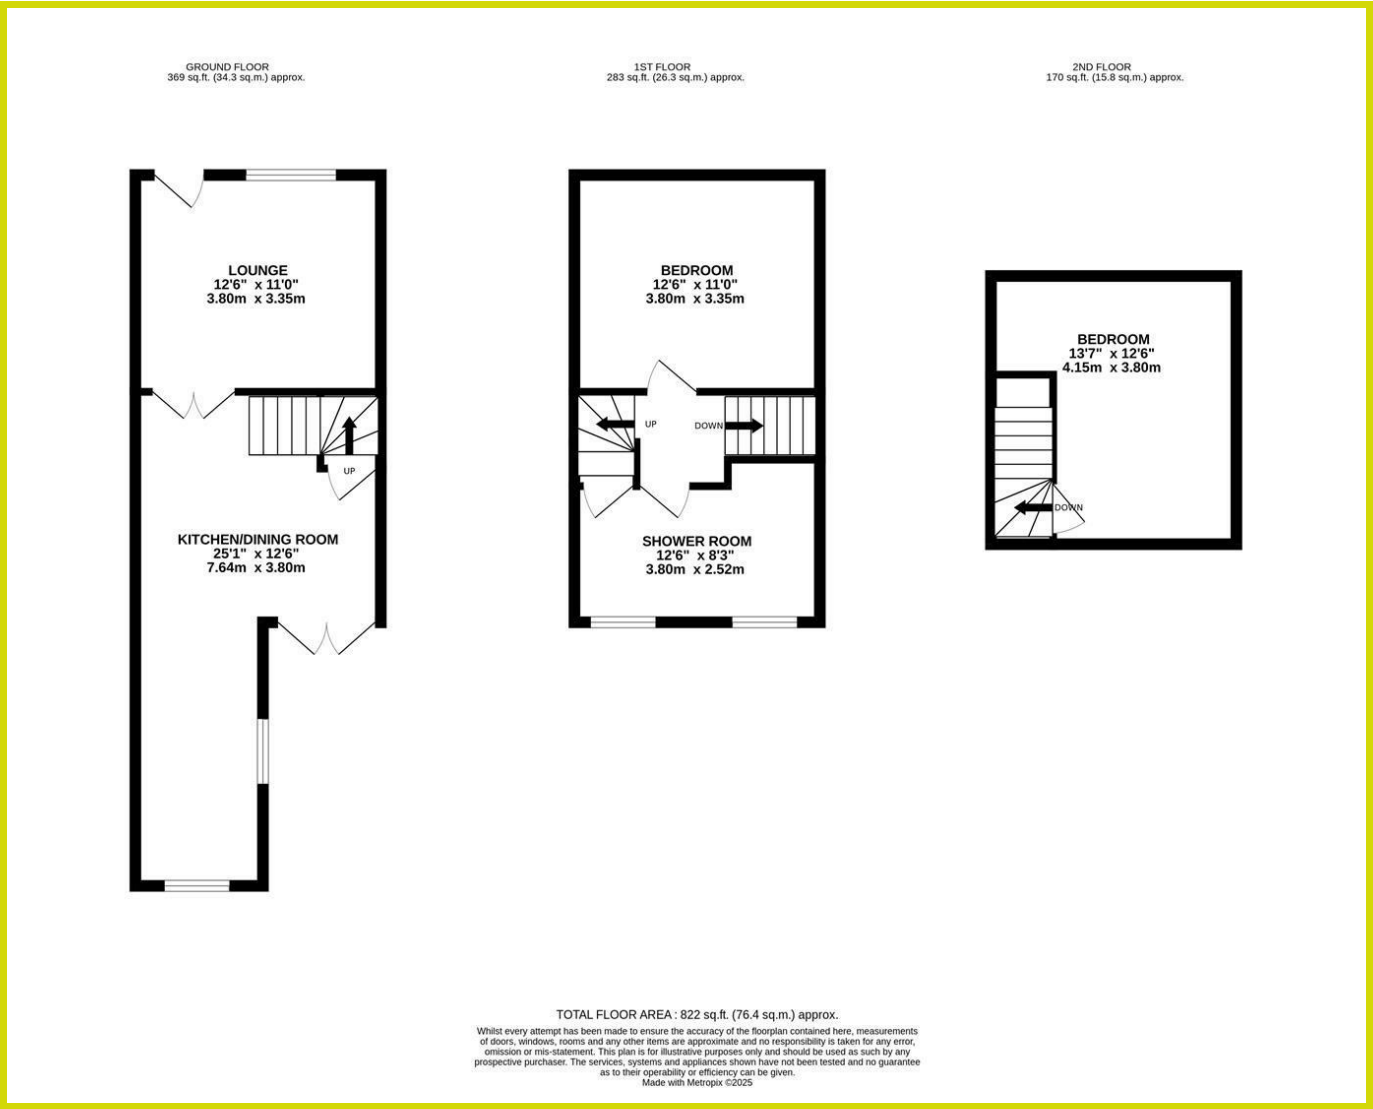 GROUND FLOOR
369 sq.ft. (34.3 sq.m.) approx.
1ST FLOOR
283 sq.ft. (26.3 sq.m.) approx.
2ND FLOOR
170 sq.ft. (15.8 sq.m.) approx.
LOUNGE
12'6" x 11'0"
3.80m x 3.35m
UP
KITCHEN/DINING ROOM
25'1" x 12'6"
7.64m x 3.80m
BEDROOM
12'6" x 11'0"
3.80m x 3.35m
UP
DOWN
SHOWER ROOM
12'6" x 8'3"
3.80m x 2.52m
BEDROOM
13'7" x 12'6"
4.15m x 3.80m
DOWN
TOTAL FLOOR AREA : 822 sq.ft. (76.4 sq.m.) approx.
Whilst every attempt has been made to ensure the accuracy of the floorplan contained here, measurements
of doors, windows, rooms and any other items are approximate and no responsibility is taken for any error,
omission or mis-statement. This plan is for illustrative purposes only and should be used as such by any
prospective purchaser. The services, systems and appliances shown have not been tested and no guarantee
as to their operability or efficiency can be given.
Made with Metropix ©2025